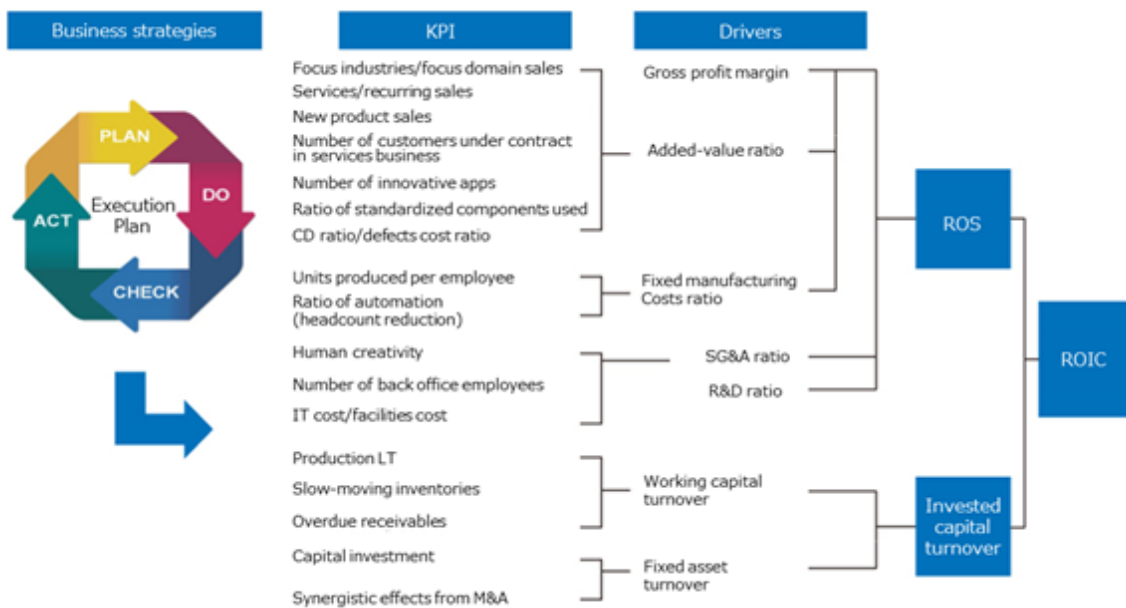 Business strategies
KPI
Drivers
PLAN
DO
CHECK
ACT
Execution
Plan
Focus industries/focus domain sales
Services/recurring sales
New product sales
Number of customers under contract
in services business
Number of innovative apps
Ratio of standardized components used
CD ratio/defects cost ratio
Units produced per employee
Ratio of automation
(headcount reduction)
Human creativity
Number of back office employees
IT cost/facilities cost
Production LT
Slow-moving inventories
Overdue receivables
Capital investment
Synergistic effects from M&A
Gross profit margin
Added-value ratio
Fixed manufacturing
Costs ratio
SG&A ratio
R&D ratio
Working capital
turnover
Fixed asset
turnover
ROS
Invested
capital
turnover
ROIC